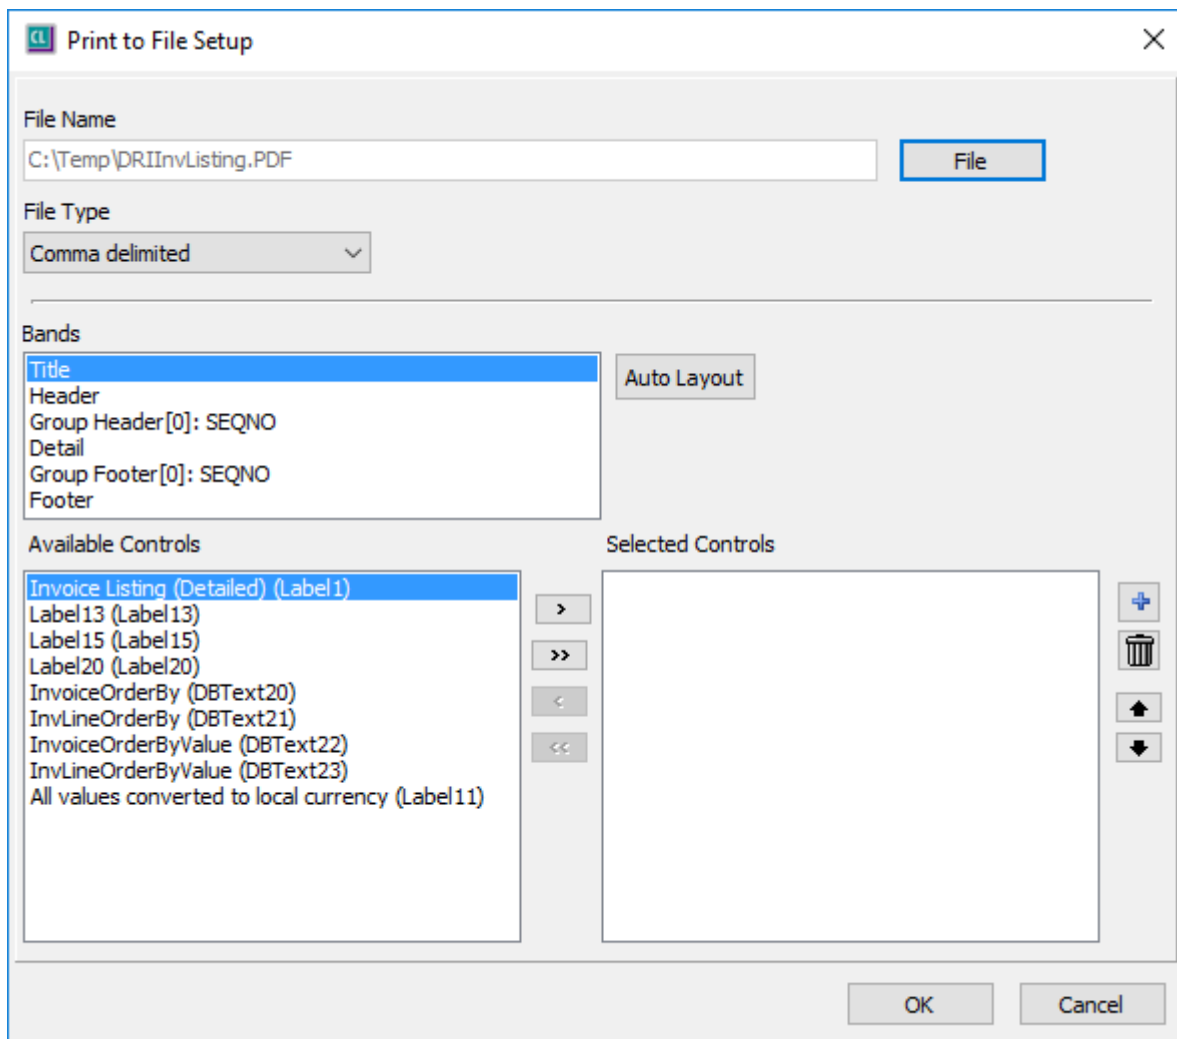 CL Print to File Setup
File Name
C:\Temp\DRIInvListing.PDF
File
File Type
Comma delimited
Bands
Title
Header
Group Header[0]: SEQNO
Detail
Group Footer[0]: SEQNO
Footer
Auto Layout
Available Controls
Selected Controls
Invoice Listing (Detailed) (Label1)
Label13 (Label13)
Label15 (Label15)
Label20 (Label20)
InvoiceOrderBy (DBText20)
InvLineOrderBy (DBText21)
InvoiceOrderByValue (DBText22)
InvLineOrderByValue (DBText23)
All values converted to local currency (Label11)
>
>>
<
<<
OK
Cancel